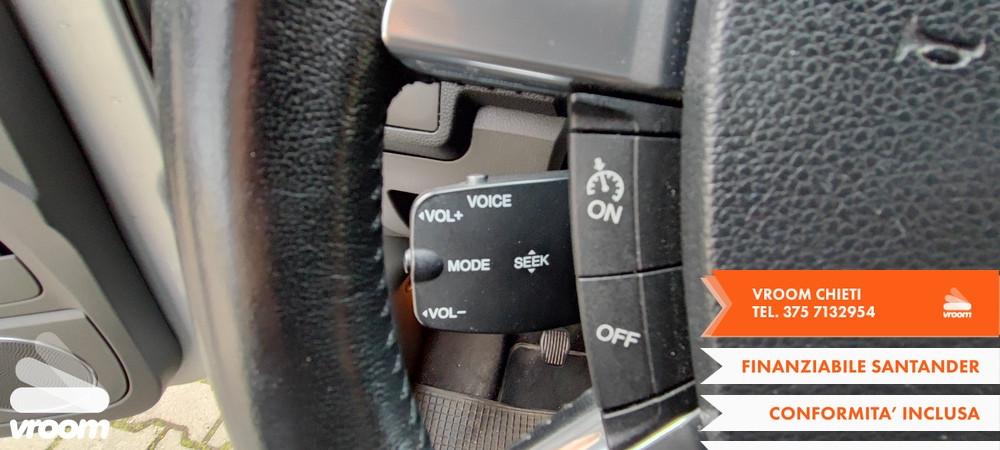 VOICE
VOL+
MODE
SEEK
VOL-
ON
OFF
VROOM CHIETI
TEL. 375 7132954
vroom
FINANZIABILE SANTANDER
CONFORMITA' INCLUSA
vroom